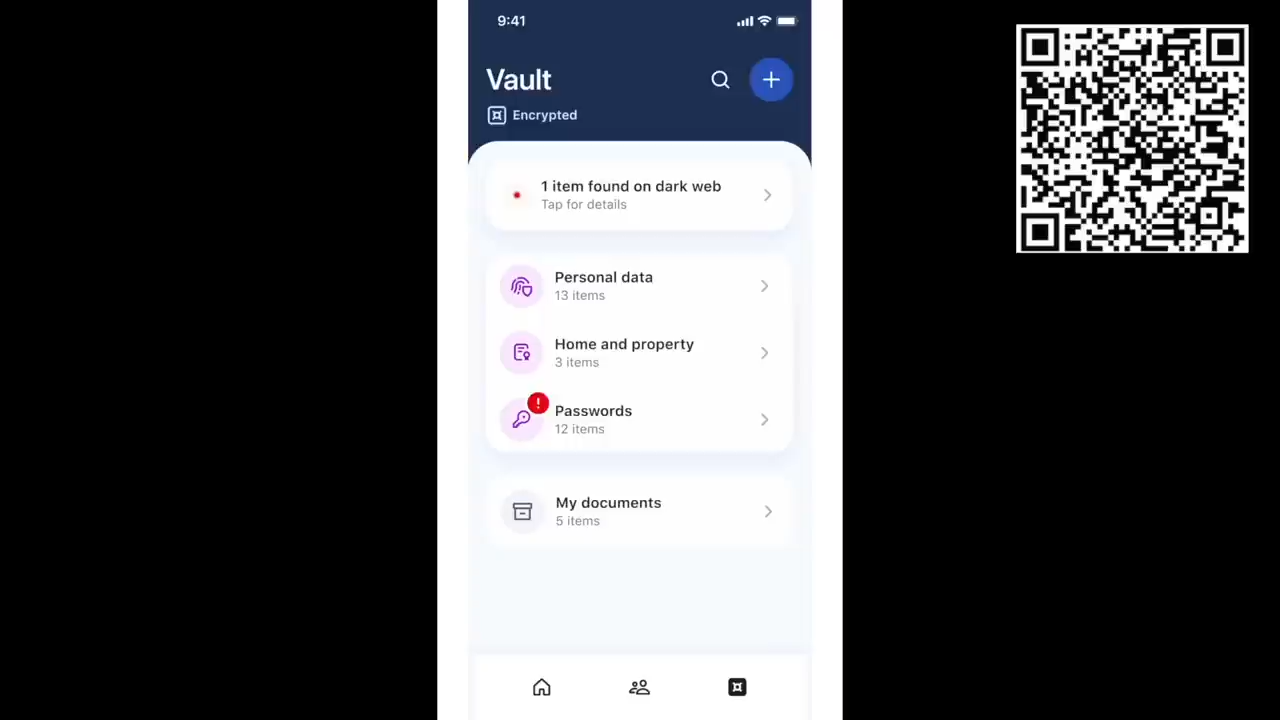 9:41
Vault
Encrypted
1 item found on dark web
Tap for details
Personal data
13 items
Home and property
3 items
!
Passwords
12 items
My documents
5 items